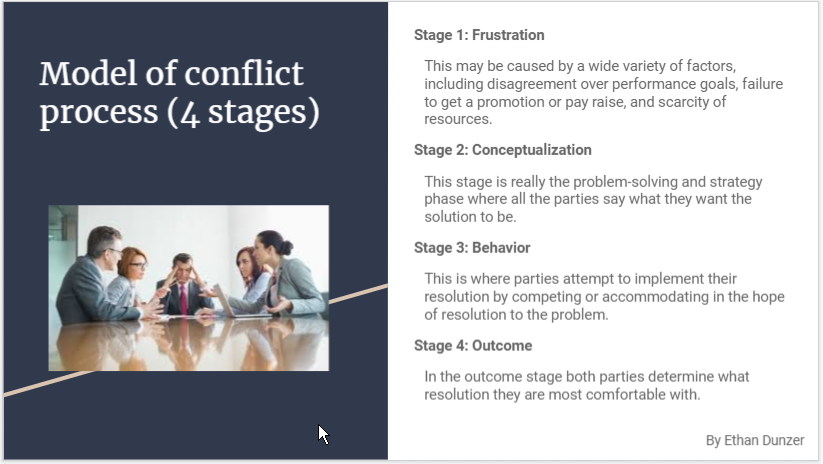 Model of conflict
process (4 stages)
Stage 1: Frustration
This may be caused by a wide variety of factors,
including disagreement over performance goals, failure
to get a promotion or pay raise, and scarcity of
resources.
Stage 2: Conceptualization
This stage is really the problem-solving and strategy
phase where all the parties say what they want the
solution to be.
Stage 3: Behavior
This is where parties attempt to implement their
resolution by competing or accommodating in the hope
of resolution to the problem.
Stage 4: Outcome
In the outcome stage both parties determine what
resolution they are most comfortable with.
By Ethan Dunzer